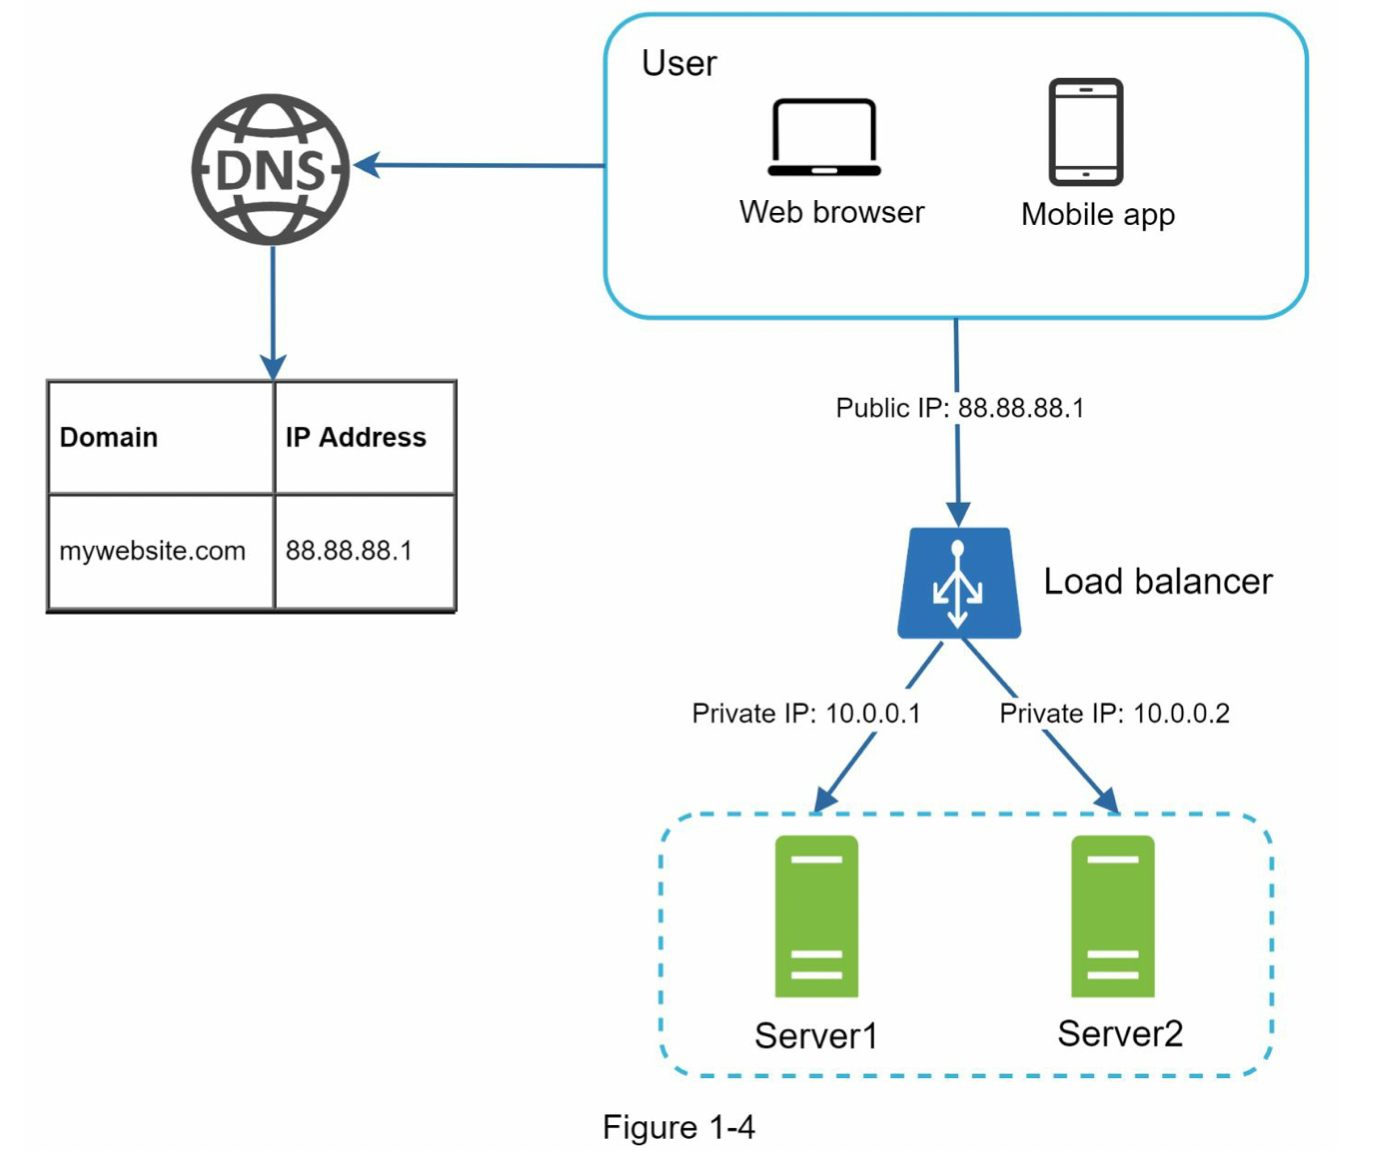 User
DNS
Web browser
Mobile app
Public IP: 88.88.88.1
Domain
IP Address
mywebsite.com
88.88.88.1
Load balancer
Private IP: 10.0.0.1
Private IP: 10.0.0.2
Server1
Server2
Figure 1-4